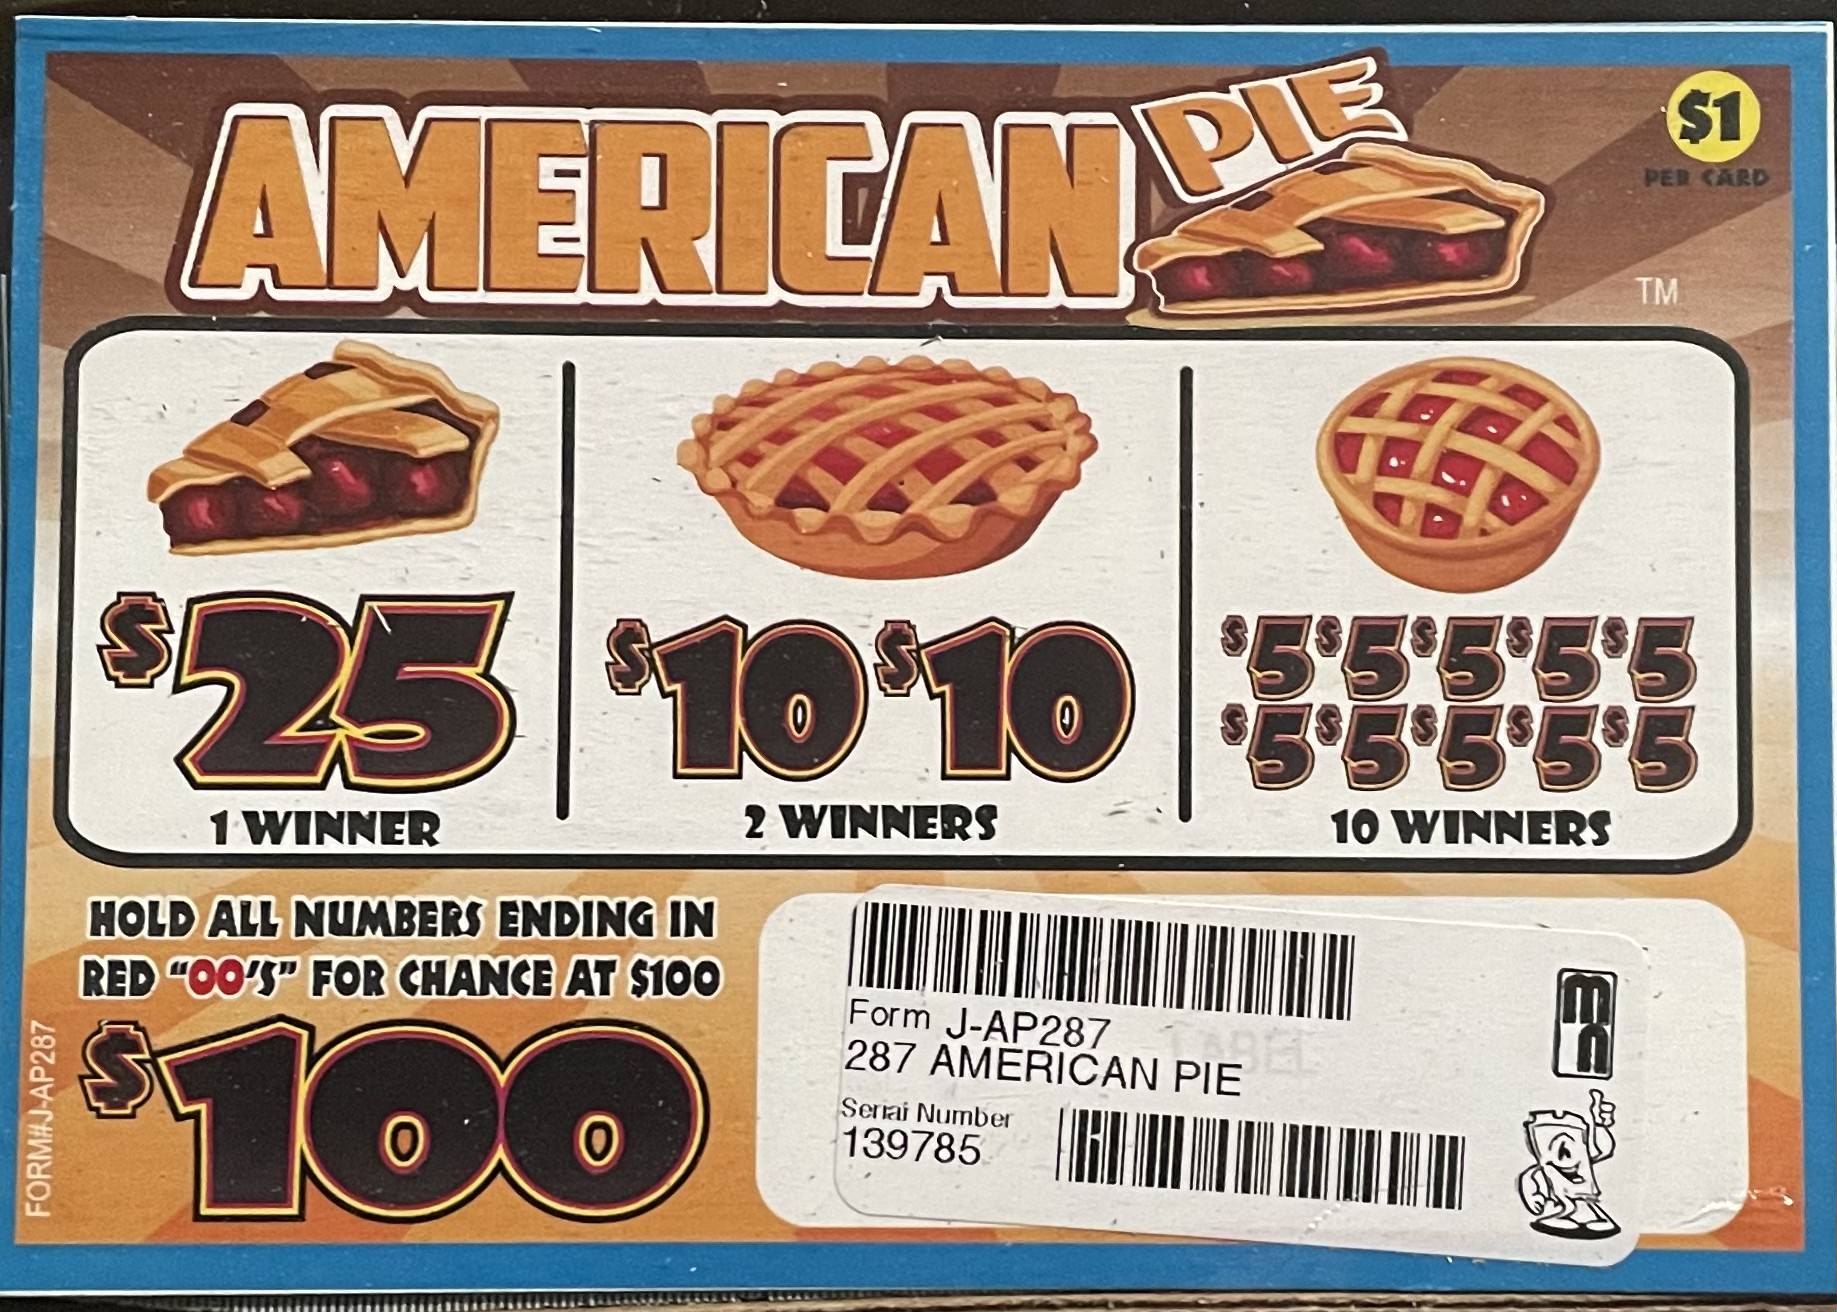 AMERICAN PIE
$1
PER CARD
TM
$25
1 WINNER
$10 $10
2 WINNERS
$5 $5 $5 $5 $5
$5 $5 $5 $5 $5
10 WINNERS
HOLD ALL NUMBERS ENDING IN
RED "00'S" FOR CHANCE AT $100
$100
FORM#J-AP287
Form J-AP287
287 AMERICAN PIE
Serial Number
139785
LABEL
mn